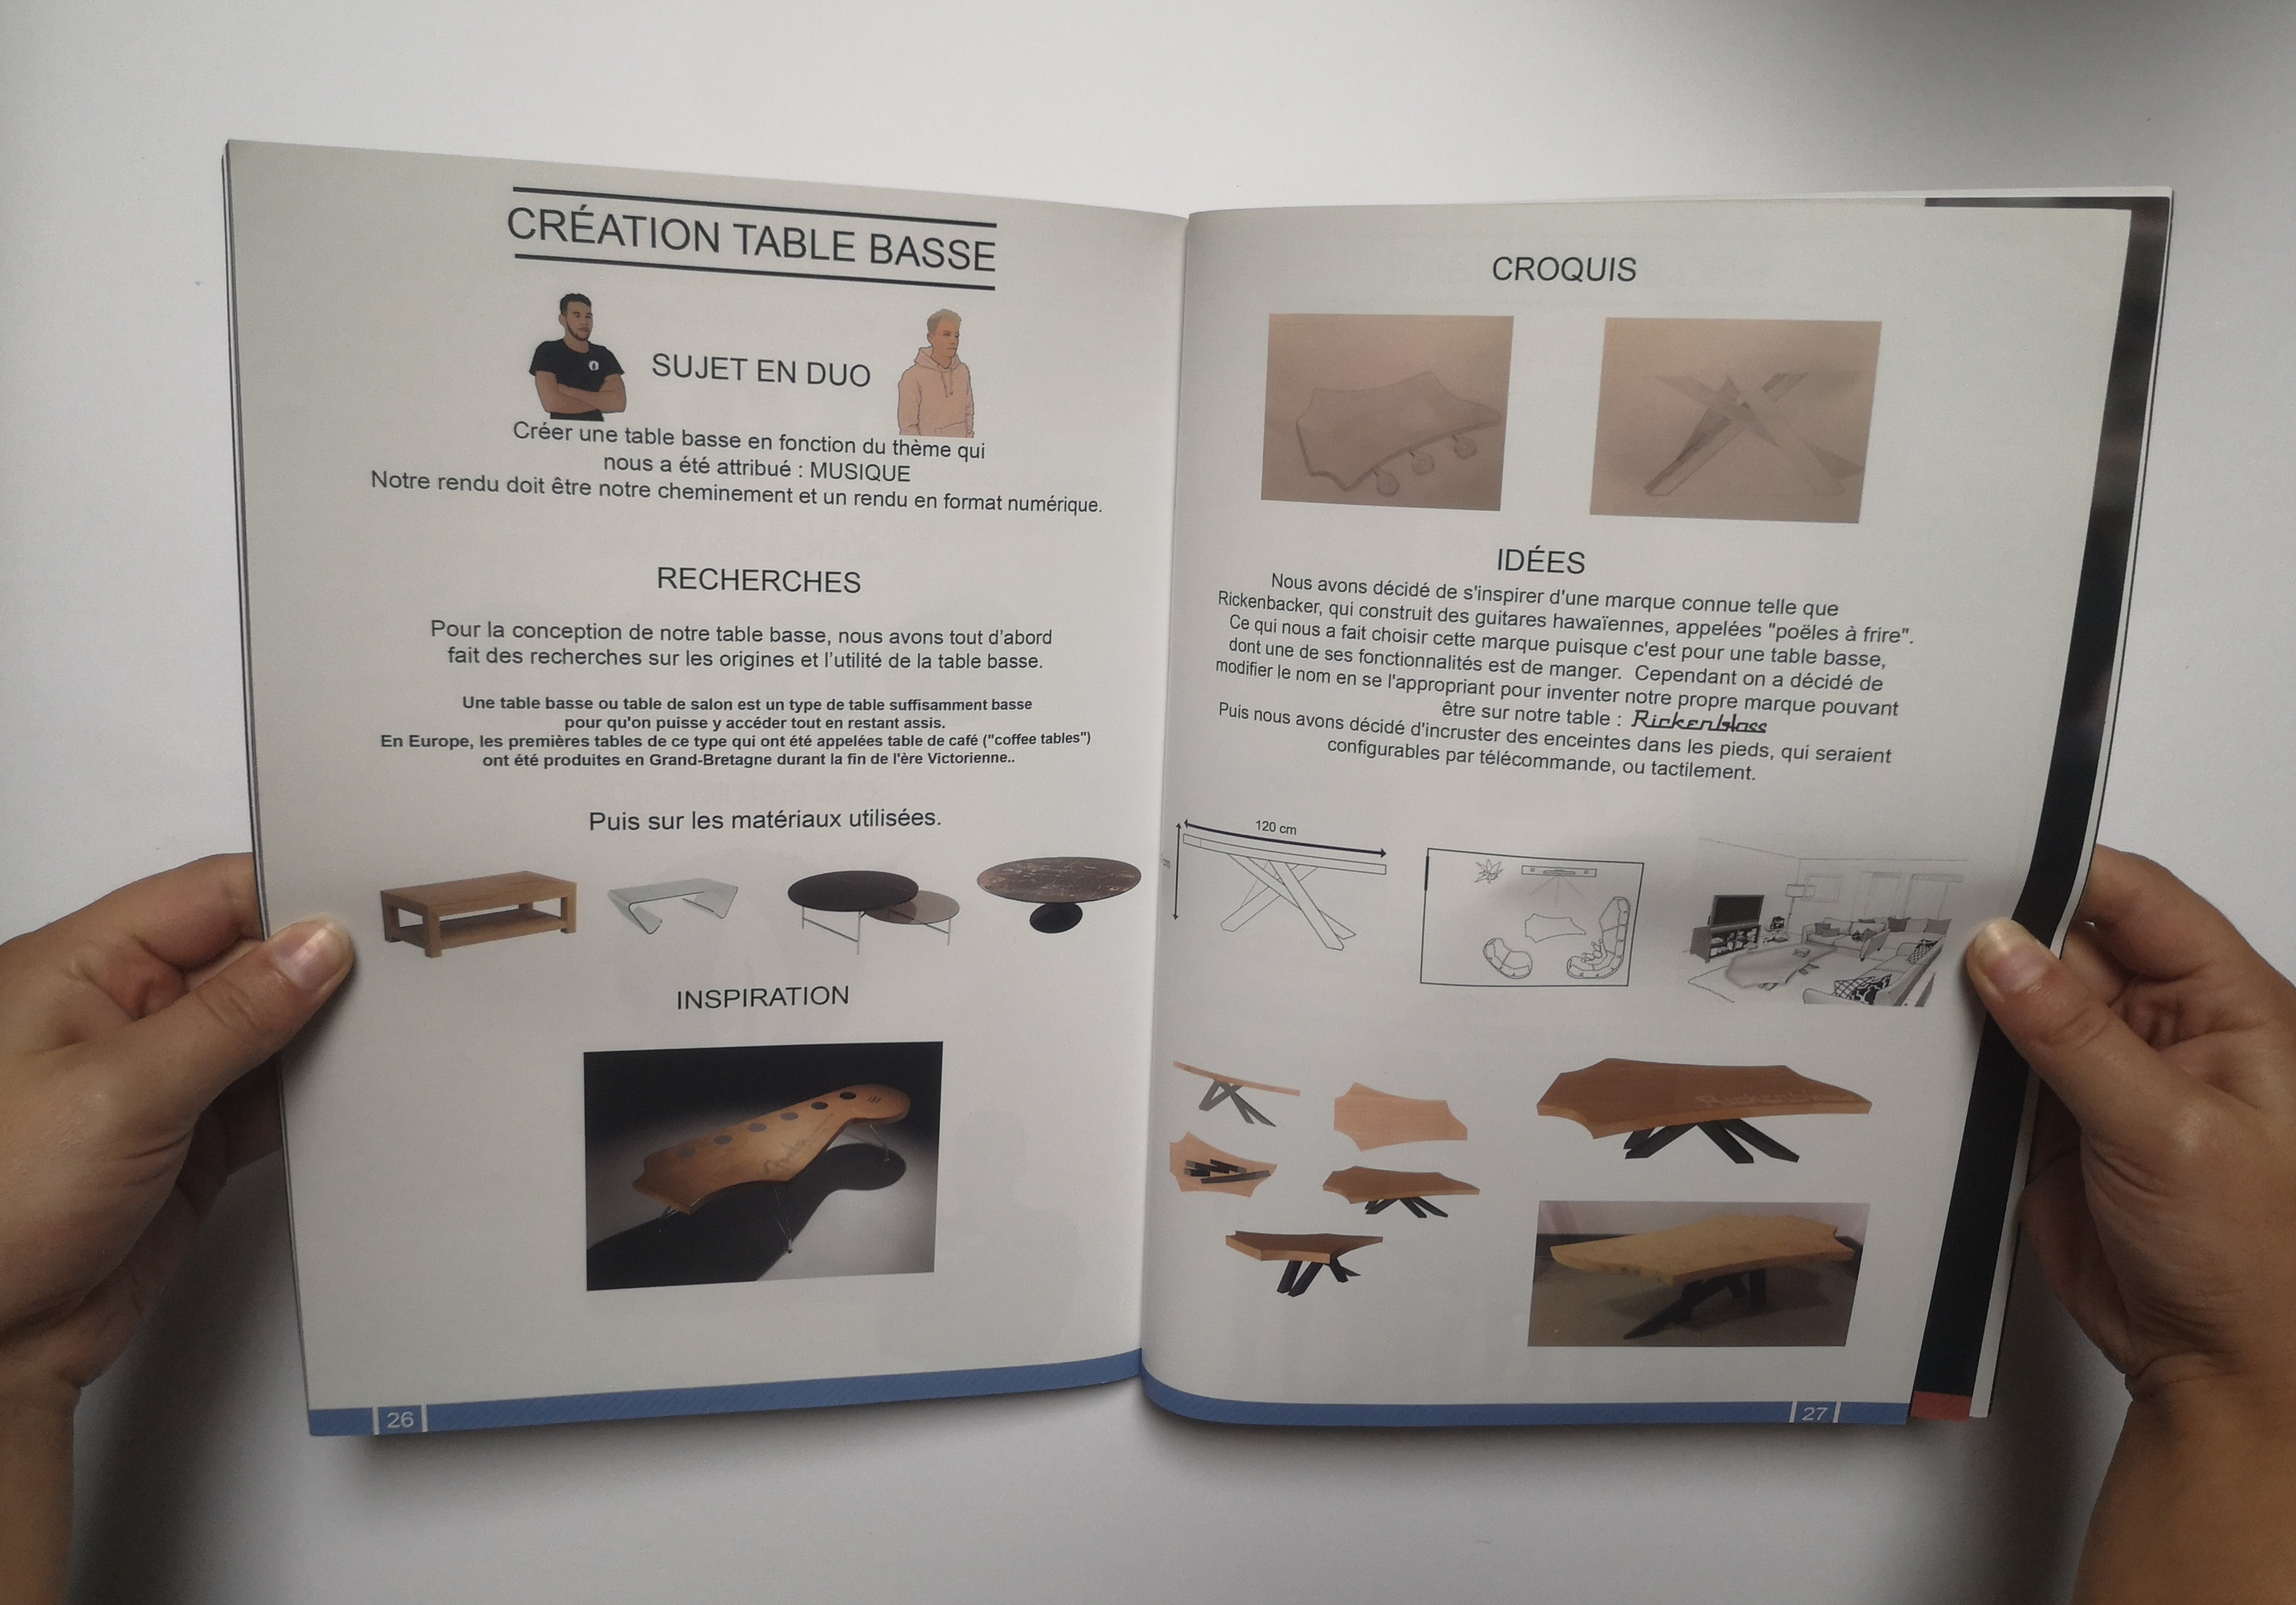 CRÉATION TABLE BASSE
SUJET EN DUO
Créer une table basse en fonction du thème qui
nous a été attribué : MUSIQUE
Notre rendu doit être notre cheminement et un rendu en format numérique.
RECHERCHES
Pour la conception de notre table basse, nous avons tout d'abord
fait des recherches sur les origines et l'utilité de la table basse.
Une table basse ou table de salon est un type de table suffisamment basse
pour qu'on puisse y accéder tout en restant assis.
En Europe, les premières tables de ce type qui ont été appelées table de café ("coffee tables")
ont été produites en Grand-Bretagne durant la fin de l'ère Victorienne..
Puis sur les matériaux utilisées.
INSPIRATION
26
CROQUIS
IDÉES
Nous avons décidé de s'inspirer d'une marque connue telle que
Rickenbacker, qui construit des guitares hawaïennes, appelées "poëles à frire".
Ce qui nous a fait choisir cette marque puisque c'est pour une table basse,
dont une de ses fonctionnalités est de manger. Cependant on a décidé de
modifier le nom en se l'appropriant pour inventer notre propre marque pouvant
être sur notre table : Rickenblass
Puis nous avons décidé d'incruster des enceintes dans les pieds, qui seraient
configurables par télécommande, ou tactilement.
120 cm
cm
27